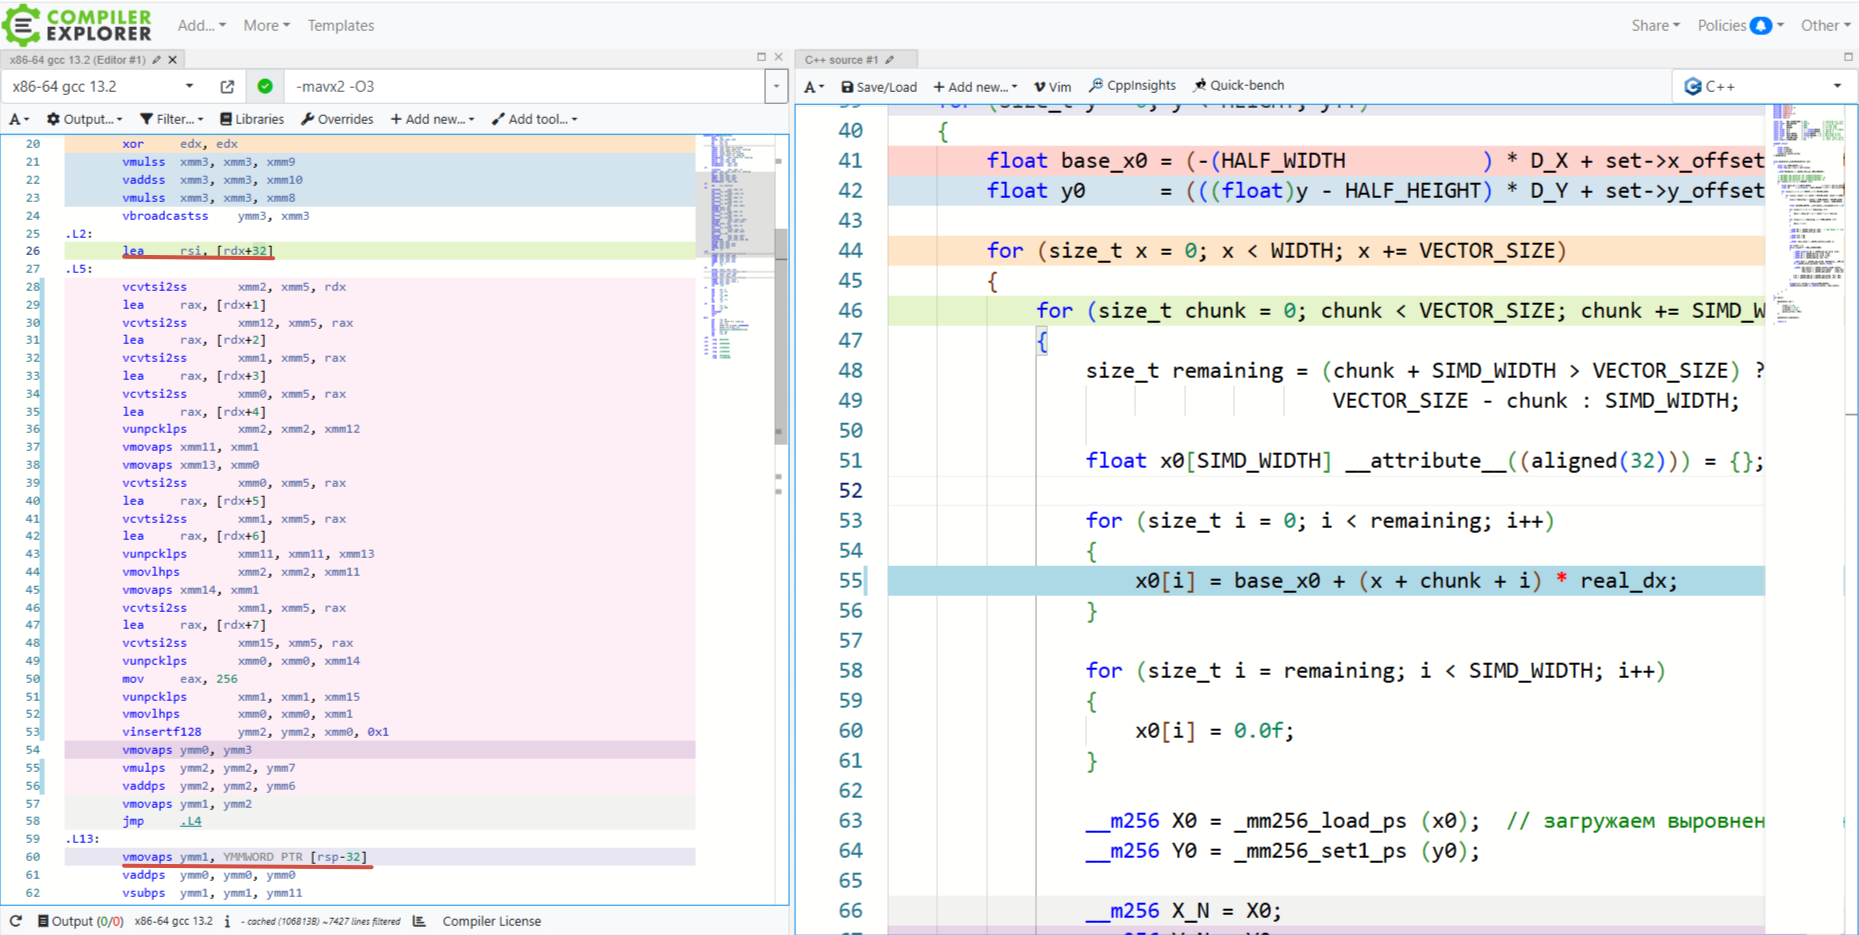 COMPILER
EXPLORER
Add...
More
Templates
Share
Policies
Other
x86-64 gcc 13.2 (Editor #1)
x86-64 gcc 13.2
-mavx2 -O3
A
Output...
Filter...
Libraries
Overrides
+ Add new...
Add tool...
20 xor edx, edx
21 vmulss xmm3, xmm3, xmm9
22 vaddss xmm3, xmm3, xmm10
23 vmulss xmm3, xmm3, xmm8
24 vbroadcastss ymm3, xmm3
25 .L2:
26 lea rsi, [rdx+32]
27 .L5:
28 vcvtsi2ss xmm2, xmm5, rdx
29 lea rax, [rdx+1]
30 vcvtsi2ss xmm12, xmm5, rax
31 lea rax, [rdx+2]
32 vcvtsi2ss xmm1, xmm5, rax
33 lea rax, [rdx+3]
34 vcvtsi2ss xmm0, xmm5, rax
35 lea rax, [rdx+4]
36 vunpcklps xmm2, xmm2, xmm12
37 vmovaps xmm11, xmm1
38 vmovaps xmm13, xmm0
39 vcvtsi2ss xmm0, xmm5, rax
40 lea rax, [rdx+5]
41 vcvtsi2ss xmm1, xmm5, rax
42 lea rax, [rdx+6]
43 vunpcklps xmm11, xmm11, xmm13
44 vmovlhps xmm2, xmm2, xmm11
45 vmovaps xmm14, xmm1
46 vcvtsi2ss xmm1, xmm5, rax
47 lea rax, [rdx+7]
48 vcvtsi2ss xmm15, xmm5, rax
49 vunpcklps xmm0, xmm0, xmm14
50 mov eax, 256
51 vunpcklps xmm1, xmm1, xmm15
52 vmovlhps xmm0, xmm0, xmm1
53 vinsertf128 ymm2, ymm2, xmm0, 0x1
54 vmovaps ymm0, ymm3
55 vmulps ymm2, ymm2, ymm7
56 vaddps ymm2, ymm2, ymm6
57 vmovaps ymm1, ymm2
58 jmp .L4
59 .L13:
60 vmovaps ymm1, YMMWORD PTR [rsp-32]
61 vaddps ymm0, ymm0, ymm0
62 vsubps ymm1, ymm1, ymm11
Output (0/0) x86-64 gcc 13.2 i - cached (106813B) ~7427 lines filtered Compiler License
C++ source #1
A
Save/Load
+ Add new...
Vim
CppInsights
Quick-bench
C++
40 {
41 float base_x0 = (-(HALF_WIDTH ) * D_X + set->x_offset
42 float y0 = (((float)y - HALF_HEIGHT) * D_Y + set->y_offset
43
44 for (size_t x = 0; x < WIDTH; x += VECTOR_SIZE)
45 {
46 for (size_t chunk = 0; chunk < VECTOR_SIZE; chunk += SIMD_W
47 {
48 size_t remaining = (chunk + SIMD_WIDTH > VECTOR_SIZE) ?
49 VECTOR_SIZE - chunk : SIMD_WIDTH;
50
51 float x0[SIMD_WIDTH] __attribute__((aligned(32))) = {};
52
53 for (size_t i = 0; i < remaining; i++)
54 {
55 x0[i] = base_x0 + (x + chunk + i) * real_dx;
56 }
57
58 for (size_t i = remaining; i < SIMD_WIDTH; i++)
59 {
60 x0[i] = 0.0f;
61 }
62
63 __m256 X0 = _mm256_load_ps (x0); // загружаем выровнен
64 __m256 Y0 = _mm256_set1_ps (y0);
65
66 __m256 X_N = X0;